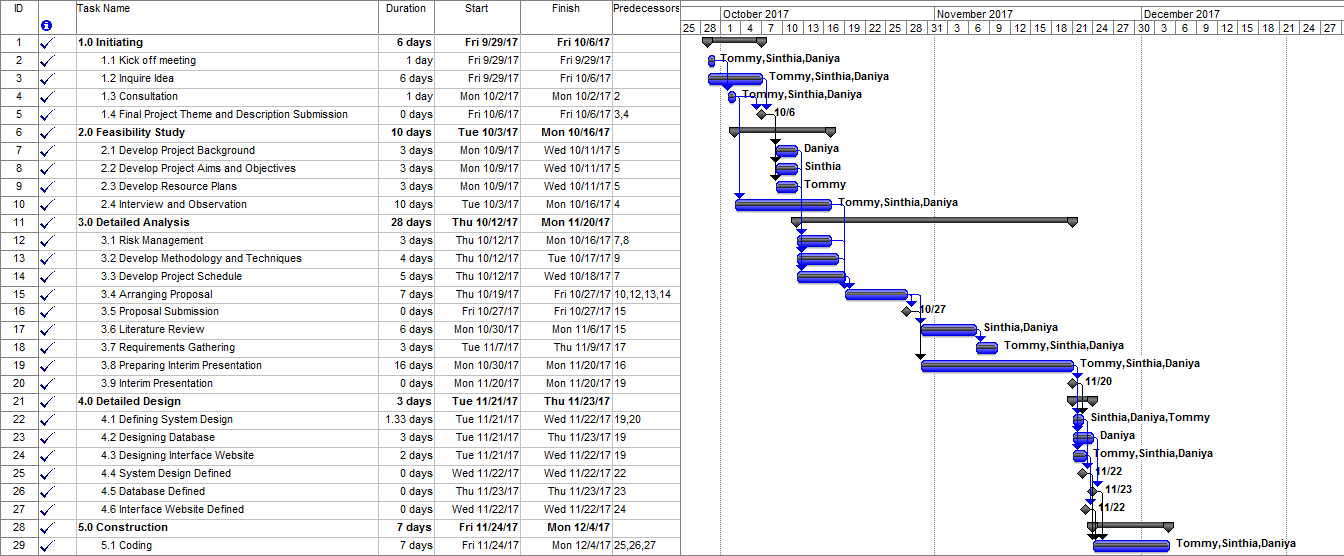 ID Task Name Duration Start Finish Predecessors October 2017 November 2017 December 2017
25 28 1 4 7 10 13 16 19 22 25 28 31 3 6 9 12 15 18 21 24 27 30 3 6 9 12 15 18 21 24 27
1 1.0 Initiating 6 days Fri 9/29/17 Fri 10/6/17
2 1.1 Kick off meeting 1 day Fri 9/29/17 Fri 9/29/17 Tommy,Sinthia,Daniya
3 1.2 Inquire Idea 6 days Fri 9/29/17 Fri 10/6/17 Tommy,Sinthia,Daniya
4 1.3 Consultation 1 day Mon 10/2/17 Mon 10/2/17 2 Tommy,Sinthia,Daniya
5 1.4 Final Project Theme and Description Submission 0 days Fri 10/6/17 Fri 10/6/17 3,4 10/6
6 2.0 Feasibility Study 10 days Tue 10/3/17 Mon 10/16/17
7 2.1 Develop Project Background 3 days Mon 10/9/17 Wed 10/11/17 5 Daniya
8 2.2 Develop Project Aims and Objectives 3 days Mon 10/9/17 Wed 10/11/17 5 Sinthia
9 2.3 Develop Resource Plans 3 days Mon 10/9/17 Wed 10/11/17 5 Tommy
10 2.4 Interview and Observation 10 days Tue 10/3/17 Mon 10/16/17 4 Tommy,Sinthia,Daniya
11 3.0 Detailed Analysis 28 days Thu 10/12/17 Mon 11/20/17
12 3.1 Risk Management 3 days Thu 10/12/17 Mon 10/16/17 7,8
13 3.2 Develop Methodology and Techniques 4 days Thu 10/12/17 Tue 10/17/17 9
14 3.3 Develop Project Schedule 5 days Thu 10/12/17 Wed 10/18/17 7
15 3.4 Arranging Proposal 7 days Thu 10/19/17 Fri 10/27/17 10,12,13,14
16 3.5 Proposal Submission 0 days Fri 10/27/17 Fri 10/27/17 15 10/27
17 3.6 Literature Review 6 days Mon 10/30/17 Mon 11/6/17 15 Sinthia,Daniya
18 3.7 Requirements Gathering 3 days Tue 11/7/17 Thu 11/9/17 17 Tommy,Sinthia,Daniya
19 3.8 Preparing Interim Presentation 16 days Mon 10/30/17 Mon 11/20/17 16 Tommy,Sinthia,Daniya
20 3.9 Interim Presentation 0 days Mon 11/20/17 Mon 11/20/17 19 11/20
21 4.0 Detailed Design 3 days Tue 11/21/17 Thu 11/23/17
22 4.1 Defining System Design 1.33 days Tue 11/21/17 Wed 11/22/17 19,20 Sinthia,Daniya,Tommy
23 4.2 Designing Database 3 days Tue 11/21/17 Thu 11/23/17 19 Daniya
24 4.3 Designing Interface Website 2 days Tue 11/21/17 Wed 11/22/17 19 Tommy,Sinthia,Daniya
25 4.4 System Design Defined 0 days Wed 11/22/17 Wed 11/22/17 22 11/22
26 4.5 Database Defined 0 days Thu 11/23/17 Thu 11/23/17 23 11/23
27 4.6 Interface Website Defined 0 days Wed 11/22/17 Wed 11/22/17 24 11/22
28 5.0 Construction 7 days Fri 11/24/17 Mon 12/4/17
29 5.1 Coding 7 days Fri 11/24/17 Mon 12/4/17 25,26,27 Tommy,Sinthia,Daniya